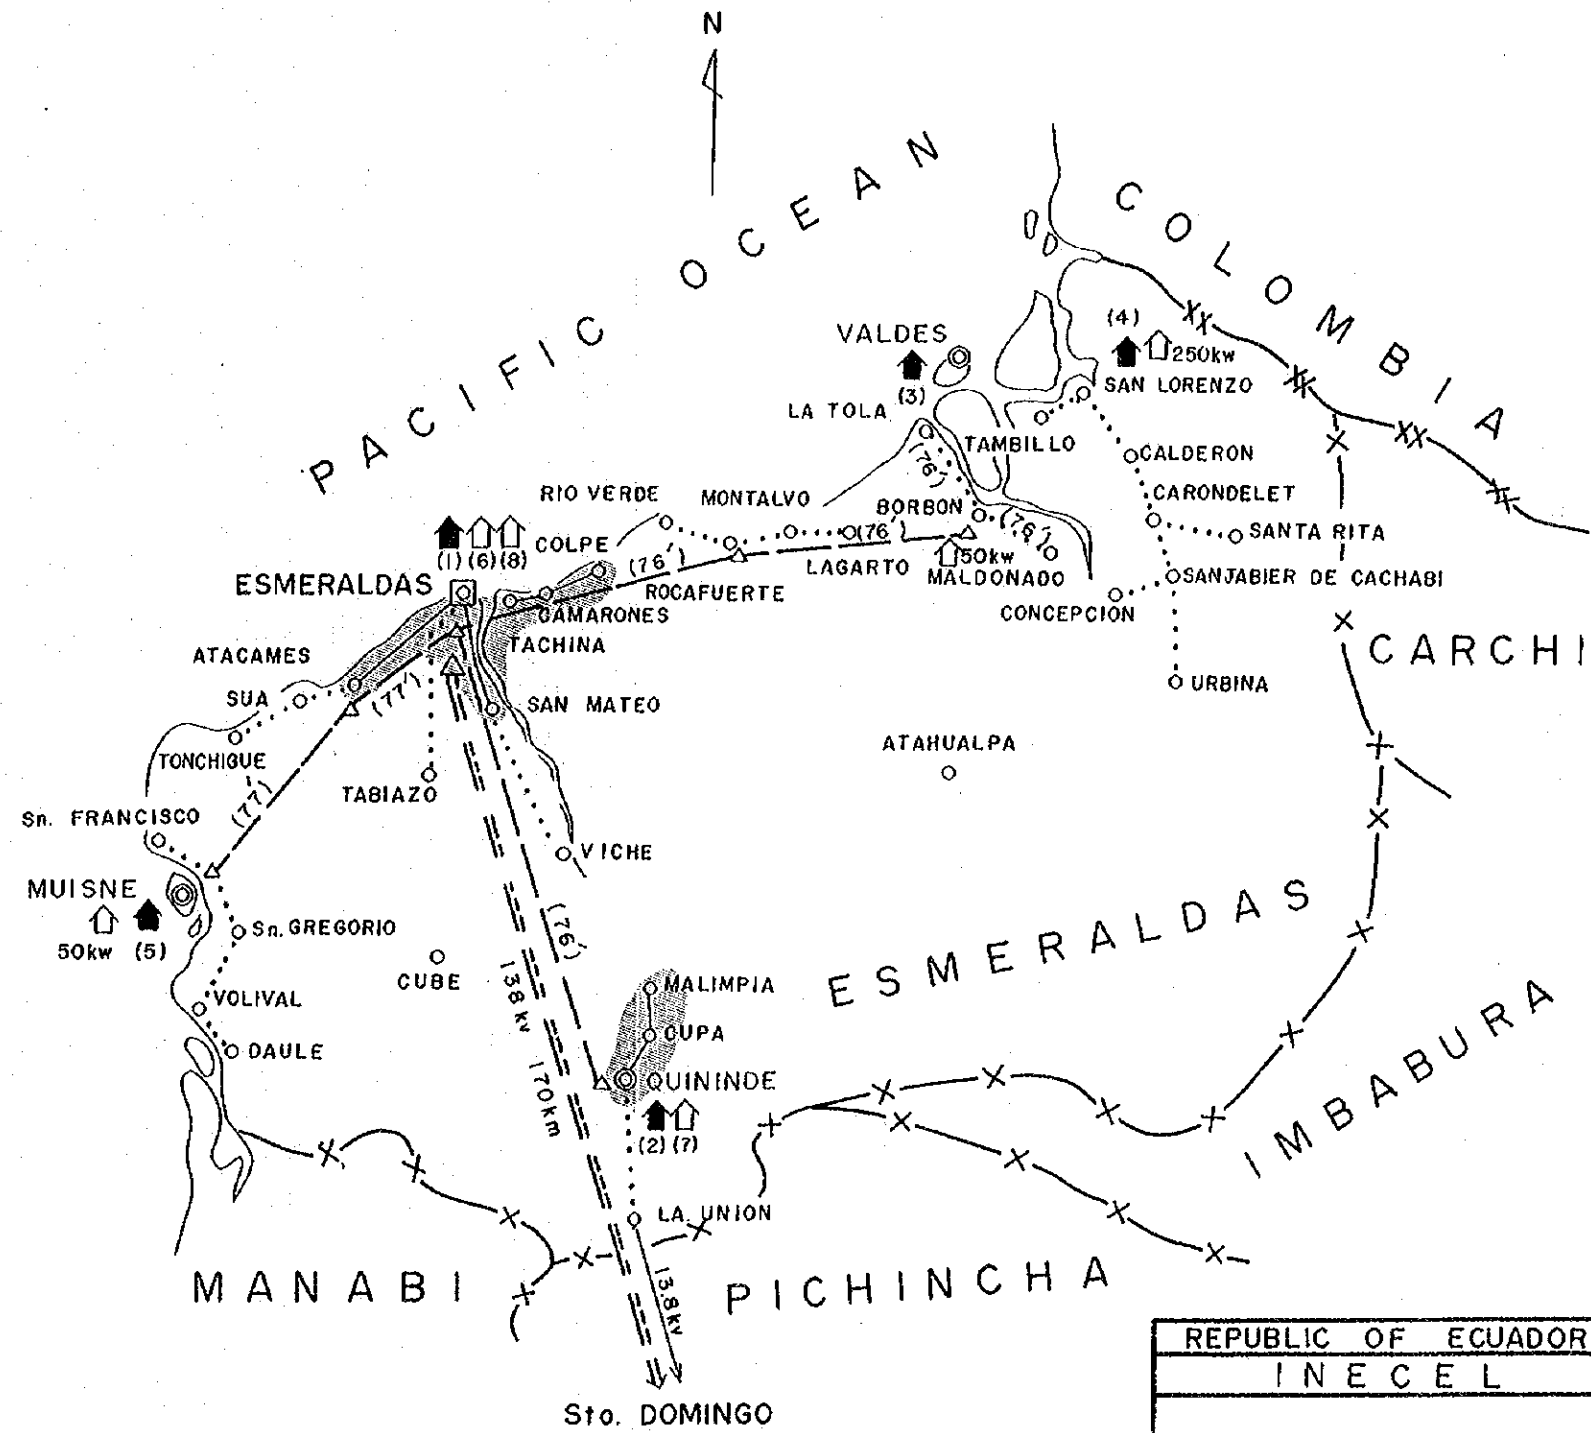 N
PACIFIC OCEAN
COLOMBIA
VALDES
(3)
(4)
250kw
SAN LORENZO
LA TOLA
TAMBILLO
(76')
CALDERON
CARONDELET
RIO VERDE
MONTALVO
BORBON
(76')
(76')
SANTA RITA
(1) (6) (8)
COLPE
(76')
50kw
LAGARTO
MALDONADO
SANJABIER DE CACHABI
ESMERALDAS
ROCAFUERTE
CAMARONES
CONCEPCION
TACHINA
CARCHI
ATACAMES
SUA
(77')
SAN MATEO
URBINA
TONCHIGUE
ATAHUALPA
TABIAZO
(77')
Sn. FRANCISCO
VICHE
MUISNE
50kw (5)
Sn. GREGORIO
(76')
ESMERALDAS
CUBE
138kv 170km
MALIMPIA
VOLIVAL
CUPA
DAULE
QUININDE
IMBABURA
(2) (7)
LA UNION
MANABI
13.8kv
PICHINCHA
Sto. DOMINGO
REPUBLIC OF ECUADOR
INECEL